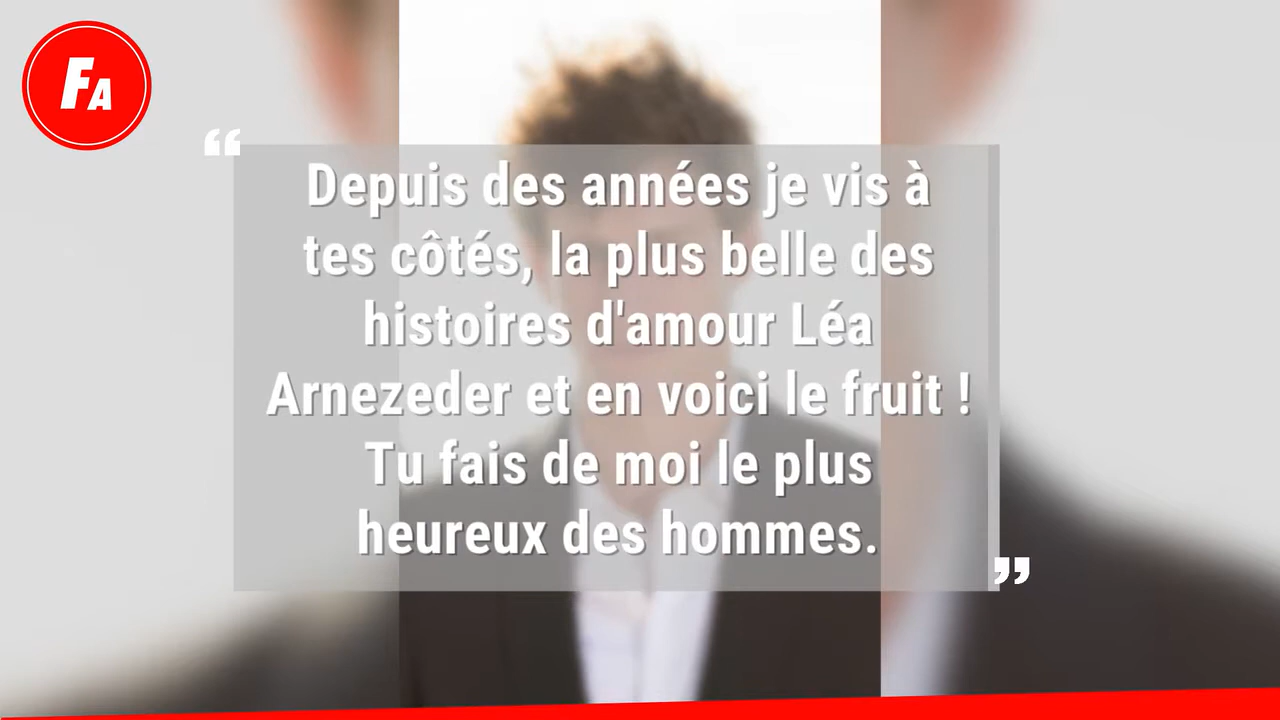 FA
“
Depuis des années je vis à
tes côtés, la plus belle des
histoires d'amour Léa
Arnezeder et en voici le fruit !
Tu fais de moi le plus
heureux des hommes.
”